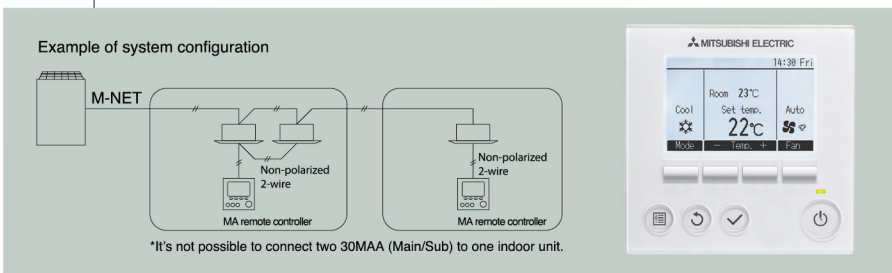 Example of system configuration
M-NET
Non-polarized
2-wire
MA remote controller
Non-polarized
2-wire
MA remote controller
*It's not possible to connect two 30MAA (Main/Sub) to one indoor unit.
MITSUBISHI ELECTRIC
14:30 Fri
Room 23°C
Cool Set temp. Auto
22°C
Mode − Temp. + Fan